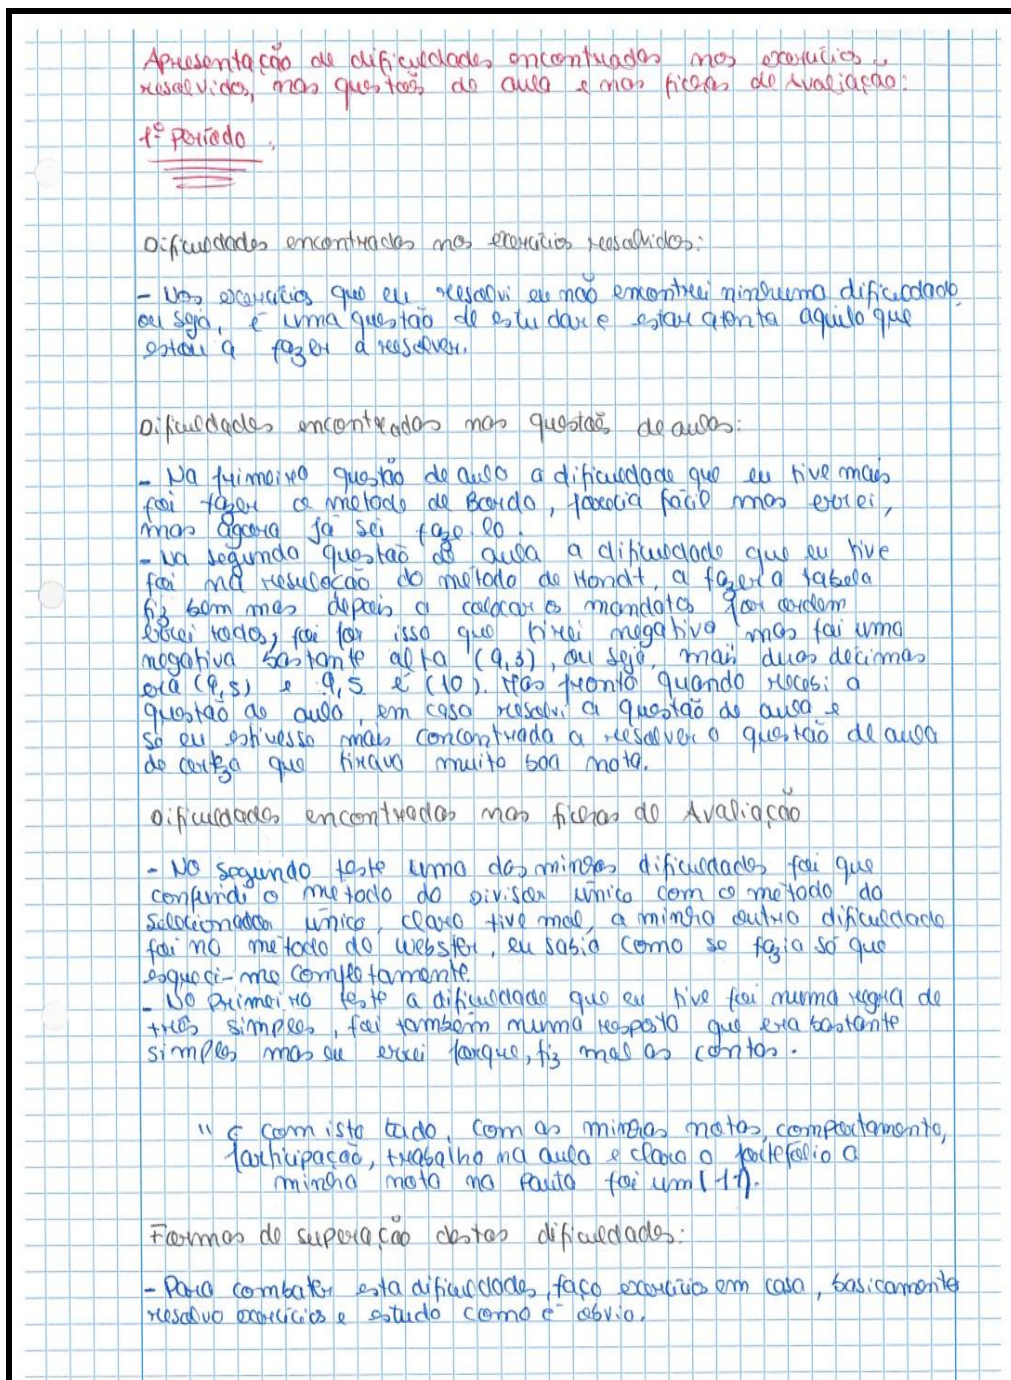 Apresentação de dificuldades encontradas nos exercícios
resolvidos, nas questões de aula e nas fichas de Avaliação:
1º Período.
Dificuldades encontradas nos exercícios resolvidos:
- Nos exercícios que eu resolvi eu não encontrei ninhuma dificuldade,
ou seja, é uma questão de estudar e estar atenta aquilo que
estou a fazer a resolver.
Dificuldades encontradas nas questões de aulas:
- Na primeira questão de aula a dificuldade que eu tive mais
foi fazer o método de Borda, parecia fácil mas errei,
mas agora já sei faze-lo.
- Na segunda questão de aula a dificuldade que eu tive
foi na resulação do método de Hondt, a fazer a tabela
fiz bem mas depois a colocar os mandatos por ordem
errei todos, foi por isso que tirei negativa mas foi uma
negativa bastante alta (9,3), ou seja, mais duas decimas
era (9,5) e 9,5 é (10). Mas pronto quando recebi a
questão de aula, em casa resolvi a questão de aula e
se eu estivesse mais concentrada a resolver a questão de aula
de certeza que tirava muito boa nota.
Dificuldades encontradas nas fichas de Avaliação
- No segundo teste uma das minhas dificuldades foi que
confundi o método do divisor único com o método do
selecionador único, claro tive mal, a minha outra dificuldade
foi no método de Webster, eu sabia como se fazia só que
esqueci-me completamente.
- No Primeiro teste a dificuldade que eu tive foi numa regra de
três simples, foi também numa resposta que era bastante
simples mas eu errei porque, fiz mal as contas.
" E com isto tudo, com as minhas notas, comportamento,
participação, trabalho na aula e claro o portefólio a
minha nota na Pauta foi um (11).
Formas de superação destas dificuldades:
- Para combater esta dificuldades, faço exercício em casa, basicamente
resolvo exercícios e estudo como é óbvio.